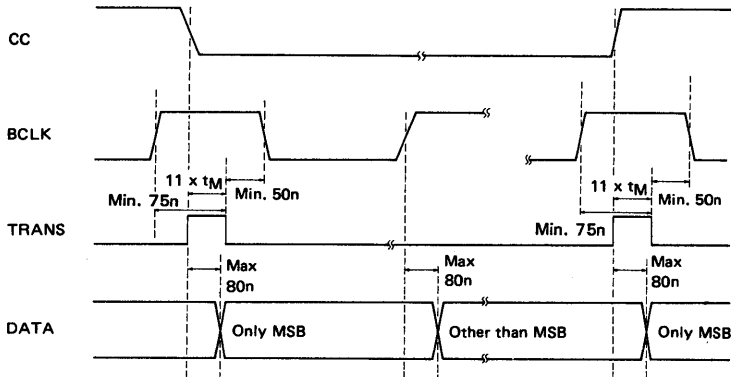 CC
BCLK
11 x tM
Min. 75n
Min. 50n
11 x tM
Min. 75n
Min. 50n
TRANS
Max
80n
Max
80n
Max
80n
DATA
Only MSB
Other than MSB
Only MSB